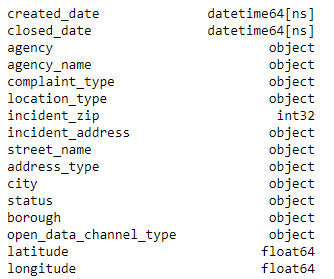 created_date datetime64[ns]
closed_date datetime64[ns]
agency object
agency_name object
complaint_type object
location_type object
incident_zip int32
incident_address object
street_name object
address_type object
city object
status object
borough object
open_data_channel_type object
latitude float64
longitude float64